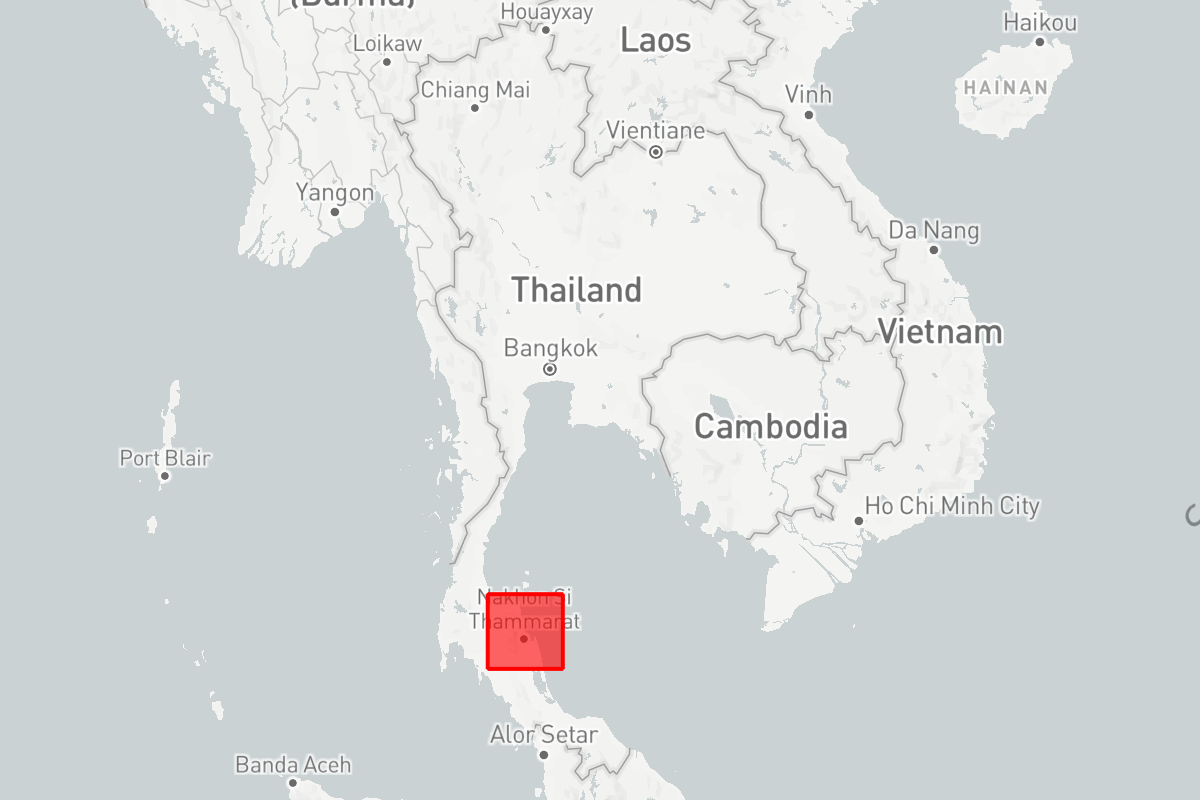 (Burma)
Houayxay
Haikou
Loikaw
Laos
Chiang Mai
HAINAN
Vinh
Vientiane
Yangon
Da Nang
Thailand
Vietnam
Bangkok
Cambodia
Port Blair
Ho Chi Minh City
Nakhon Si
Thammarat
Alor Setar
Banda Aceh